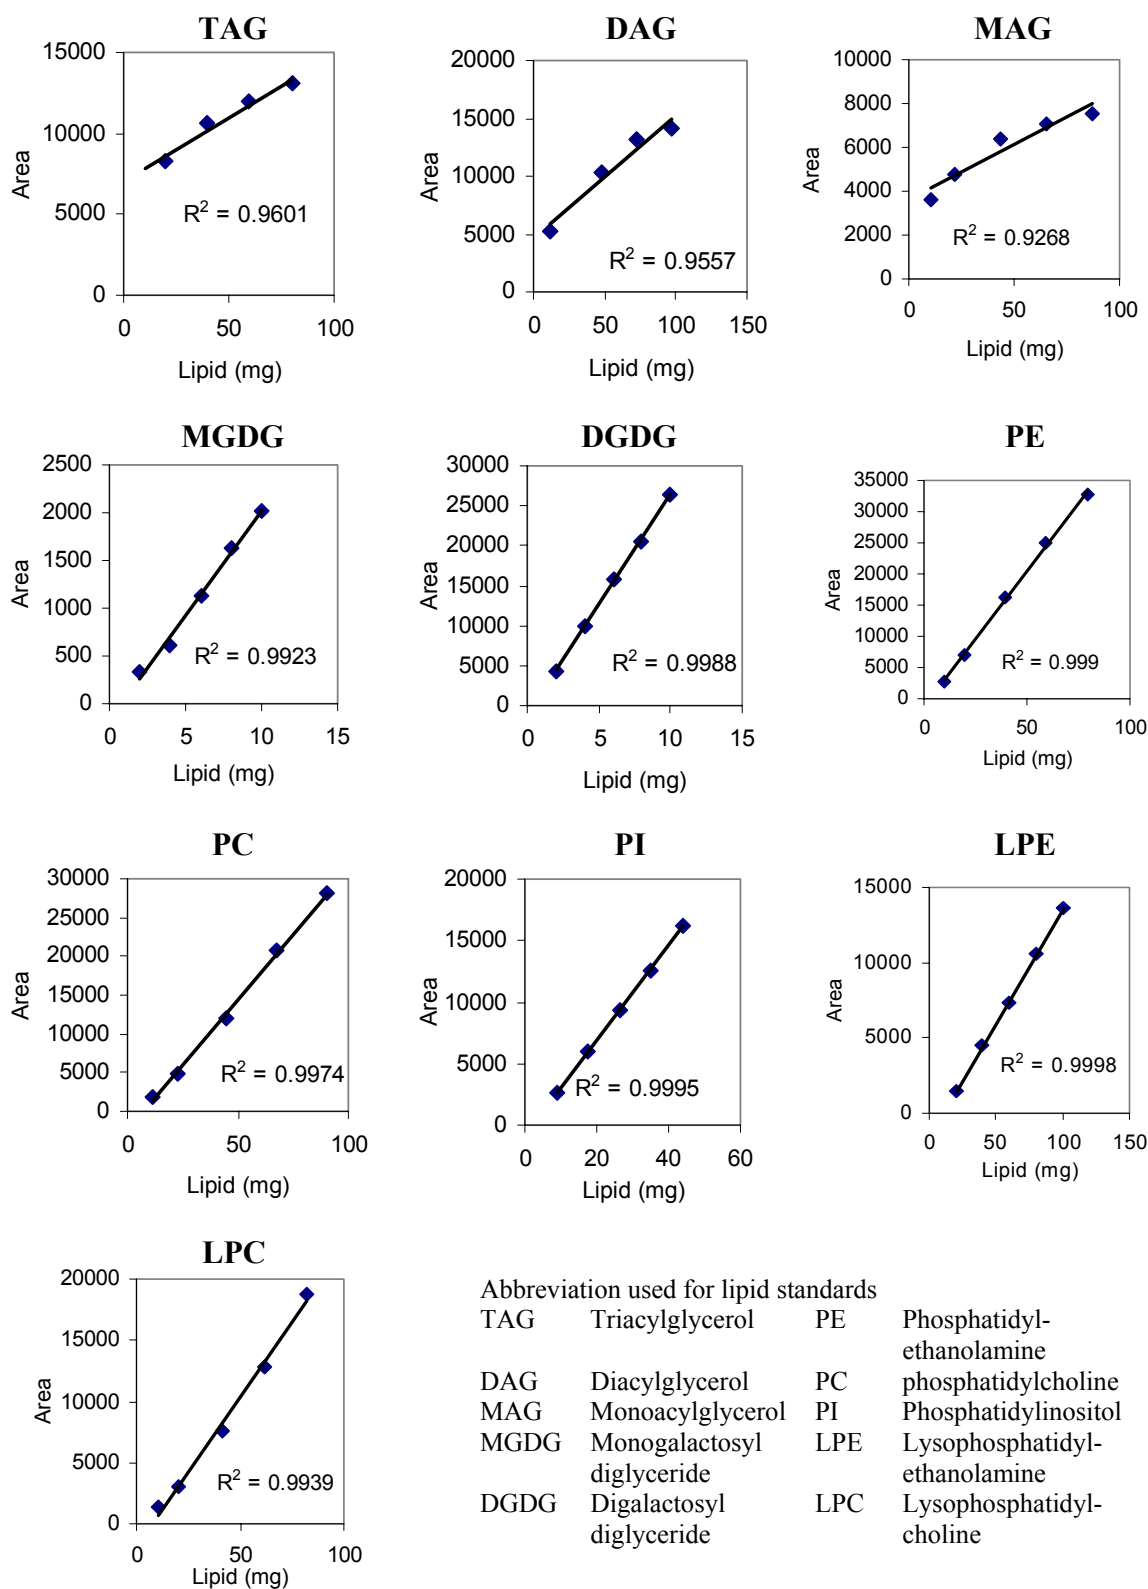 TAG
15000
10000
5000
0
Area
R² = 0.9601
0 50 100
Lipid (mg)
DAG
20000
15000
10000
5000
0
Area
R² = 0.9557
0 50 100 150
Lipid (mg)
MAG
10000
8000
6000
4000
2000
0
Area
R² = 0.9268
0 50 100
Lipid (mg)
MGDG
2500
2000
1500
1000
500
0
Area
R² = 0.9923
0 5 10 15
Lipid (mg)
DGDG
30000
25000
20000
15000
10000
5000
0
Area
R² = 0.9988
0 5 10 15
Lipid (mg)
PE
35000
30000
25000
20000
15000
10000
5000
0
Area
R² = 0.999
0 50 100
Lipid (mg)
PC
30000
25000
20000
15000
10000
5000
0
Area
R² = 0.9974
0 50 100
Lipid (mg)
PI
20000
15000
10000
5000
0
Area
R² = 0.9995
0 20 40 60
Lipid (mg)
LPE
15000
10000
5000
0
Area
R² = 0.9998
0 50 100 150
Lipid (mg)
LPC
20000
15000
10000
5000
0
Area
R² = 0.9939
0 50 100
Lipid (mg)
Abbreviation used for lipid standards
TAG Triacylglycerol PE Phosphatidyl-
ethanolamine
DAG Diacylglycerol PC phosphatidylcholine
MAG Monoacylglycerol PI Phosphatidylinositol
MGDG Monogalactosyl LPE Lysophosphatidyl-
diglyceride ethanolamine
DGDG Digalactosyl LPC Lysophosphatidyl-
diglyceride choline